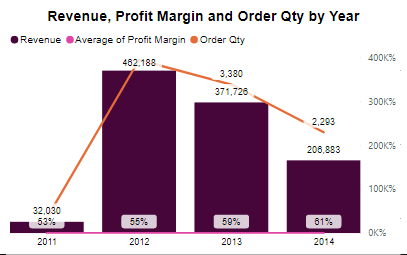 Revenue, Profit Margin and Order Qty by Year
Revenue Average of Profit Margin Order Qty
400K%
300K%
200K%
100K%
0K%
32,030
462,188
3,380
371,726
2,293
206,883
53%
55%
59%
61%
2011
2012
2013
2014